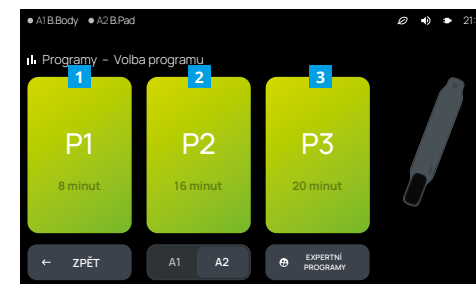 A1 B.Body A2 B.Pad 21:
Programy – Volba programu
1 2 3
P1 P2 P3
8 minut 16 minut 20 minut
← ZPĚT A1 A2 EXPERTNÍ
PROGRAMY